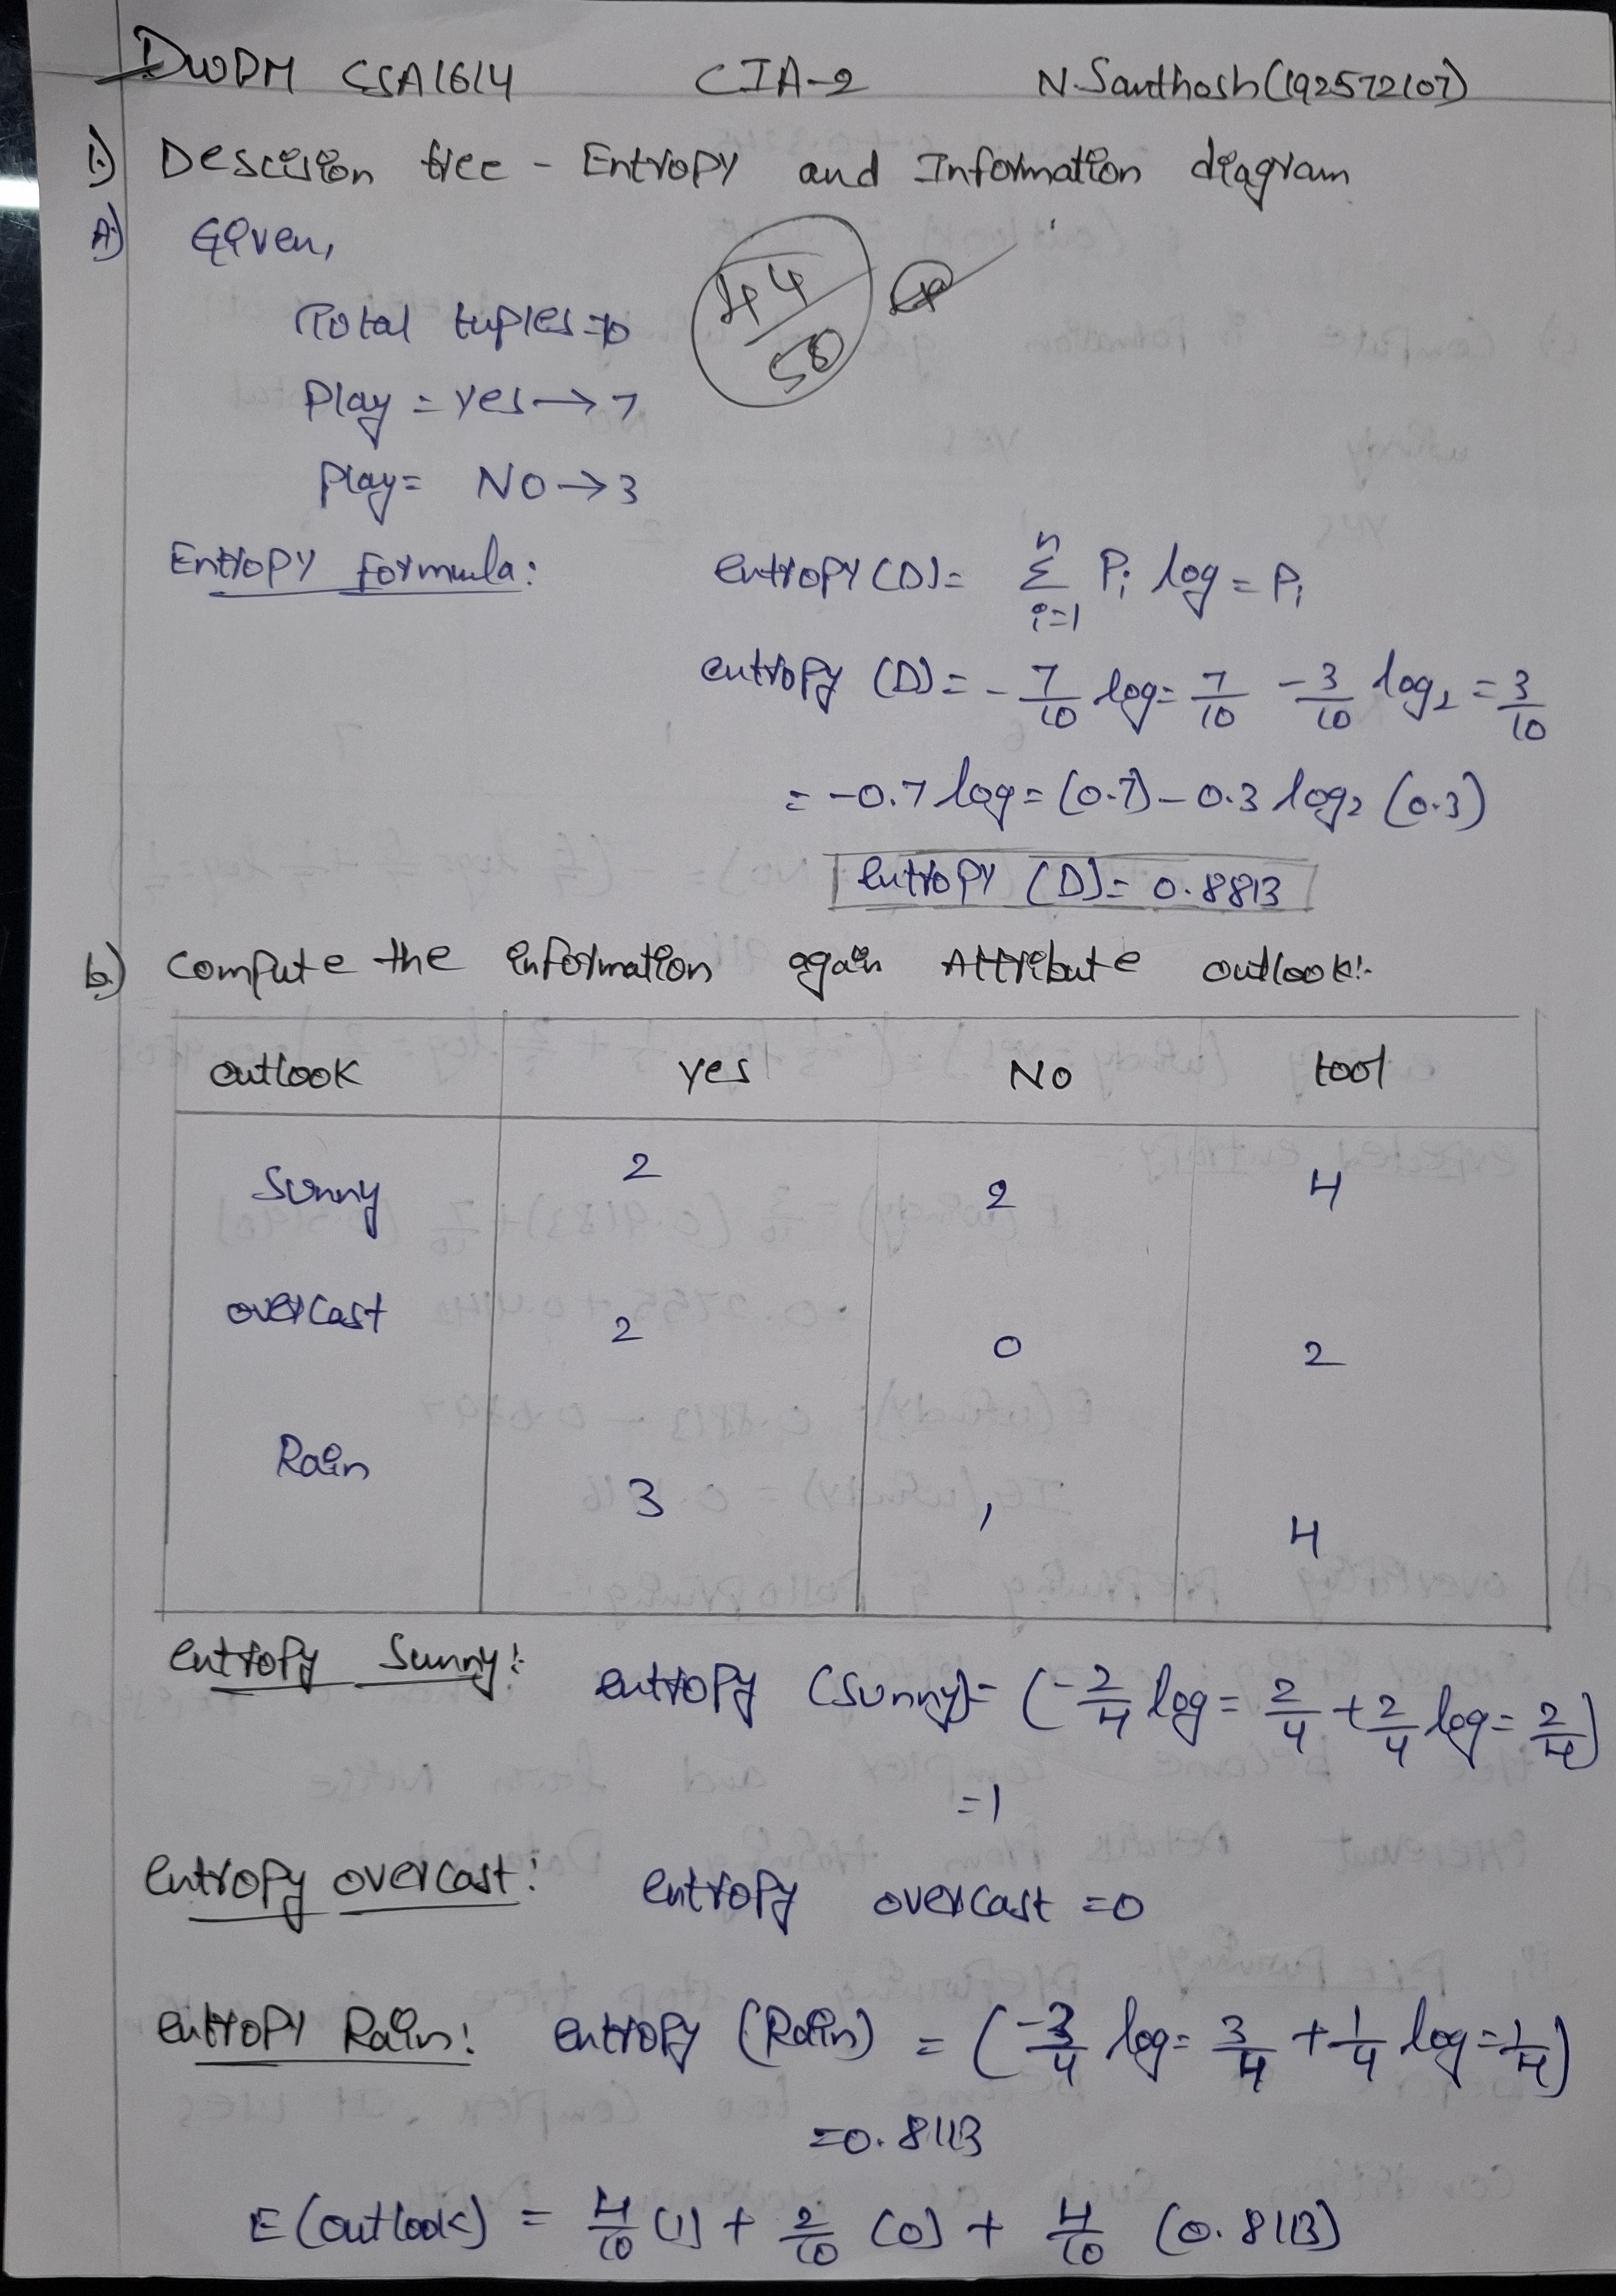 DWDM CSA1614 CIA-2 N.Santhosh(192572107)
1.) Descision tree - Entropy and Information diagram
A.) Given,
44/50
Total tuples=10
Play = yes → 7
Play = NO → 3
Entropy formula:
entropy (D) = n Σ i=1 Pi log = Pi
entropy (D) = - 7/10 log = 7/10 - 3/10 log2 = 3/10
= -0.7 log = (0.7) - 0.3 log2 (0.3)
entropy (D) = 0.8813
b.) Compute the information again Attribute outlook:-
outlook yes No tool
Sunny 2 2 4
overcast 2 0 2
Rain 3 1 4
entropy Sunny:- entropy (Sunny) = (-2/4 log = 2/4 + 2/4 log = 2/4)
=1
Entropy overcast: entropy overcast =0
entropy Rain: entropy (Rain) = (-3/4 log = 3/4 + 1/4 log = 1/4)
=0.8113
E (outlook) = 4/10 (1) + 2/10 (0) + 4/10 (0.8113)